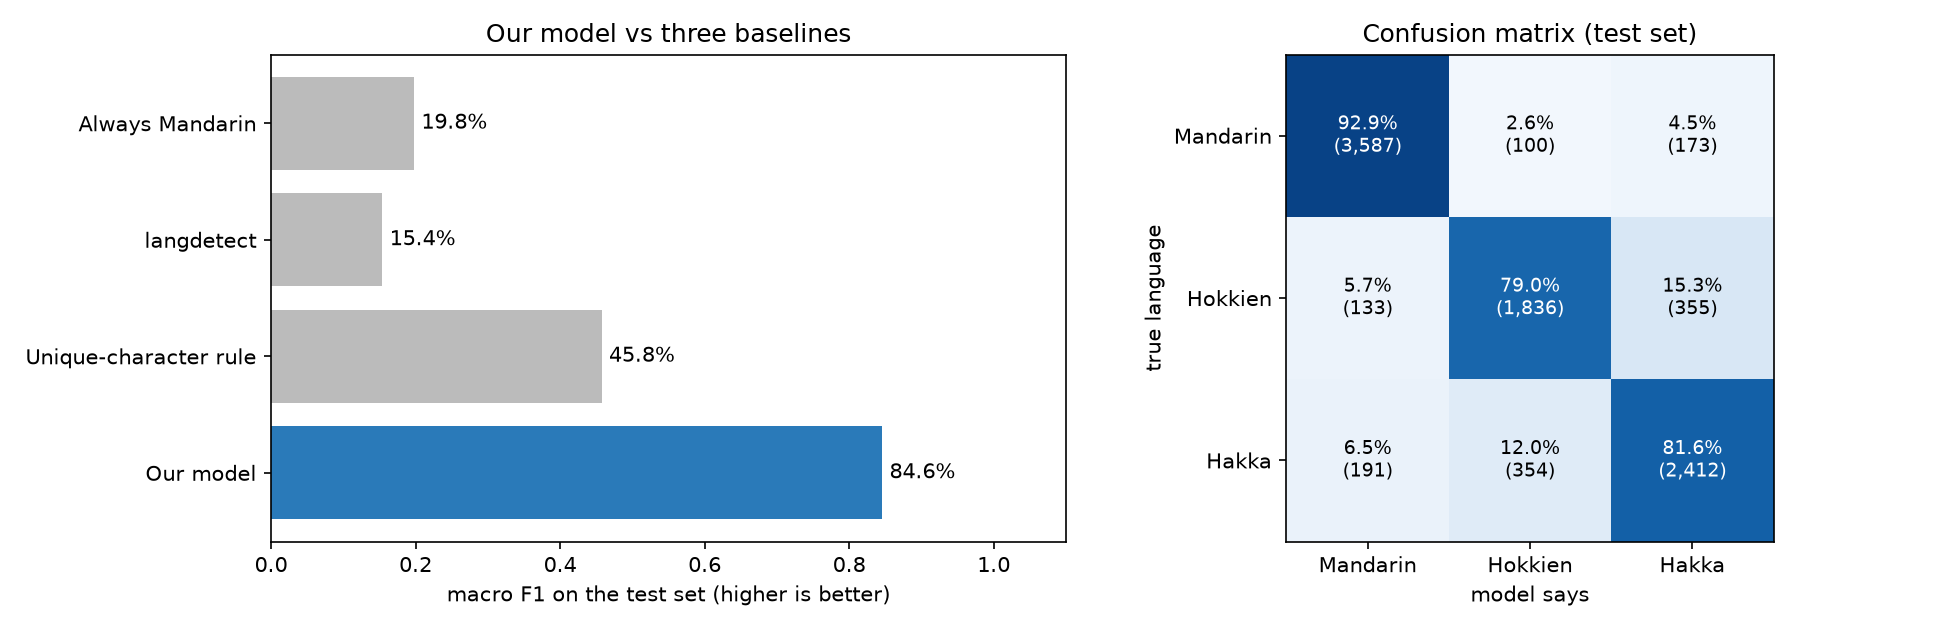 Our model vs three baselines
Always Mandarin
19.8%
langdetect
15.4%
Unique-character rule
45.8%
Our model
84.6%
0.0 0.2 0.4 0.6 0.8 1.0
macro F1 on the test set (higher is better)
Confusion matrix (test set)
true language
Mandarin
92.9%
(3,587)
2.6%
(100)
4.5%
(173)
Hokkien
5.7%
(133)
79.0%
(1,836)
15.3%
(355)
Hakka
6.5%
(191)
12.0%
(354)
81.6%
(2,412)
Mandarin Hokkien Hakka
model says